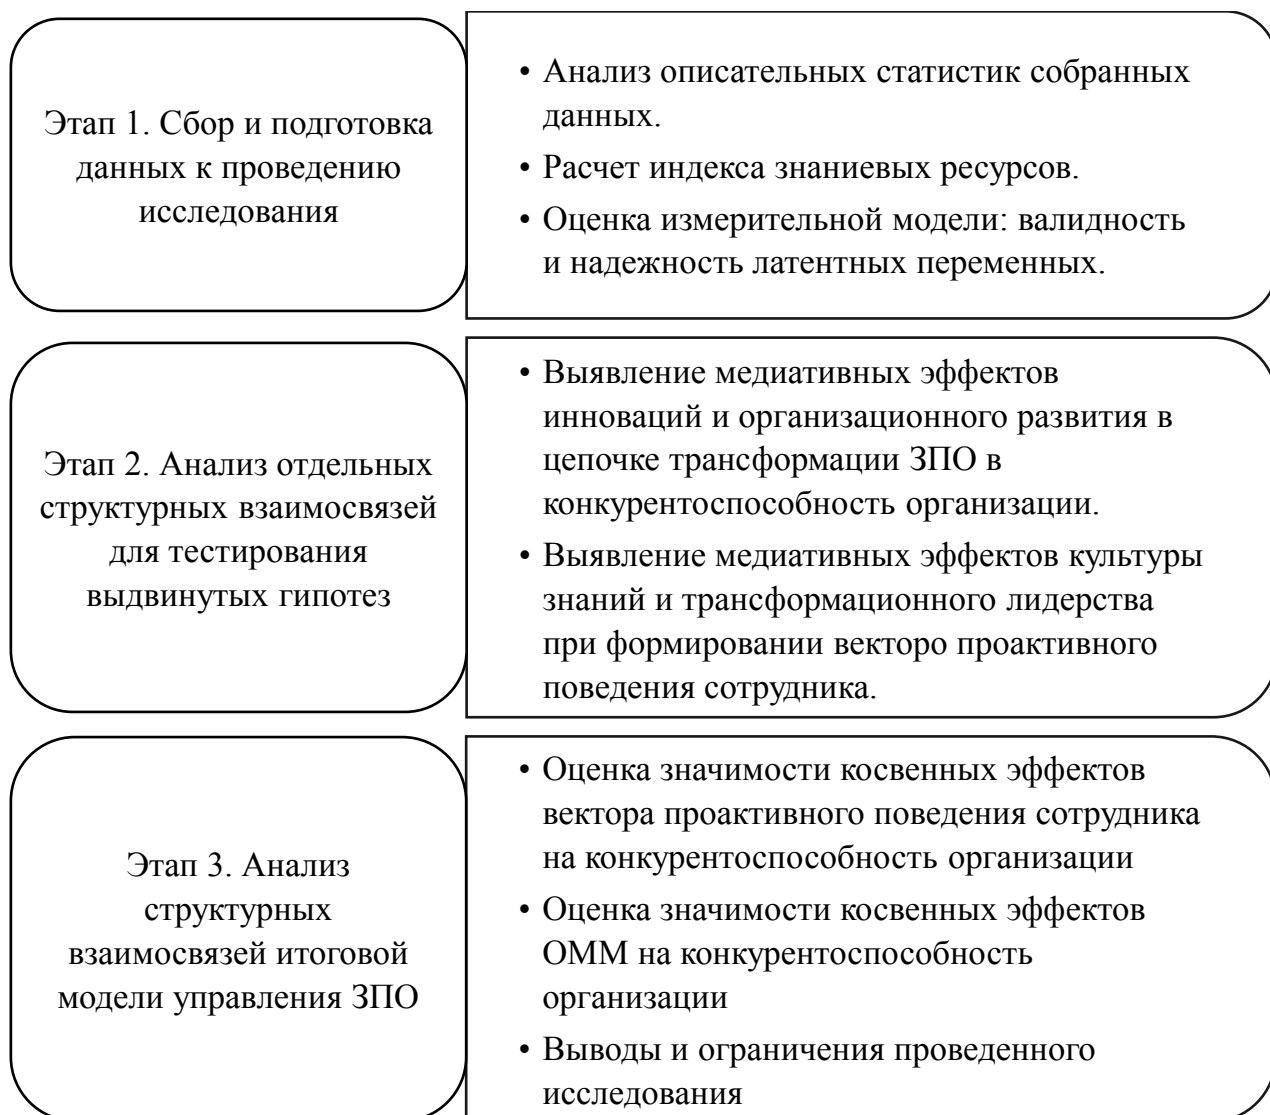 Этап 1. Сбор и подготовка
данных к проведению
исследования
• Анализ описательных статистик собранных
данных.
• Расчет индекса знаниевых ресурсов.
• Оценка измерительной модели: валидность
и надежность латентных переменных.
Этап 2. Анализ отдельных
структурных взаимосвязей
для тестирования
выдвинутых гипотез
• Выявление медиативных эффектов
инноваций и организационного развития в
цепочке трансформации ЗПО в
конкурентоспособность организации.
• Выявление медиативных эффектов культуры
знаний и трансформационного лидерства
при формировании векторо проактивного
поведения сотрудника.
Этап 3. Анализ
структурных
взаимосвязей итоговой
модели управления ЗПО
• Оценка значимости косвенных эффектов
вектора проактивного поведения сотрудника
на конкурентоспособность организации
• Оценка значимости косвенных эффектов
ОММ на конкурентоспособность
организации
• Выводы и ограничения проведенного
исследования